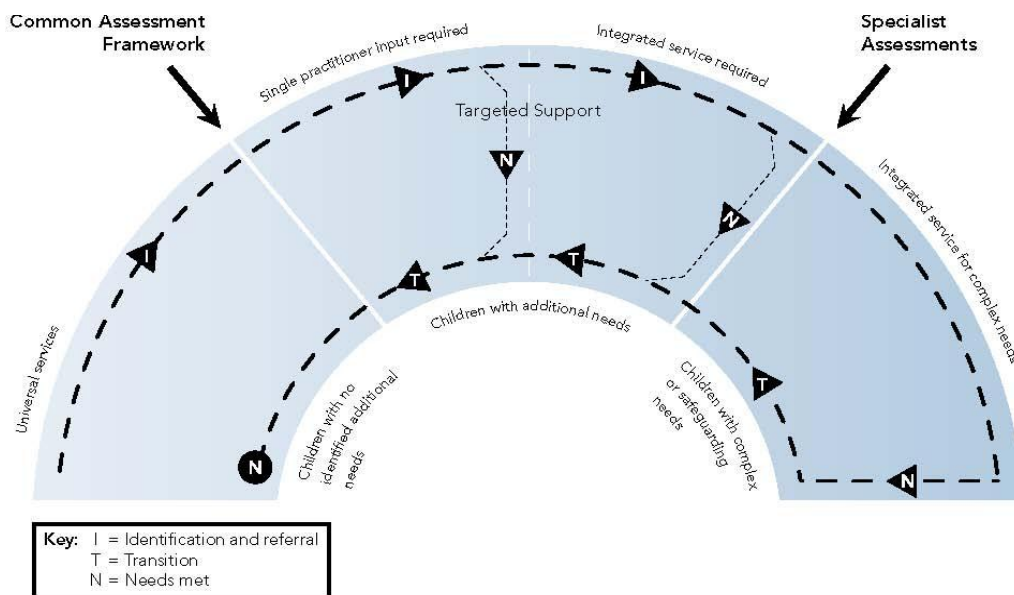 Common Assessment
Framework
Specialist
Assessments
Single practitioner input required
Integrated service required
I
I
Targeted Support
N
N
I
Integrated service for complex needs
T
T
Children with additional needs
Universal services
T
N
Children with no
identified additional
needs
Children with complex
or safeguarding
needs
N
Key: I = Identification and referral
T = Transition
N = Needs met